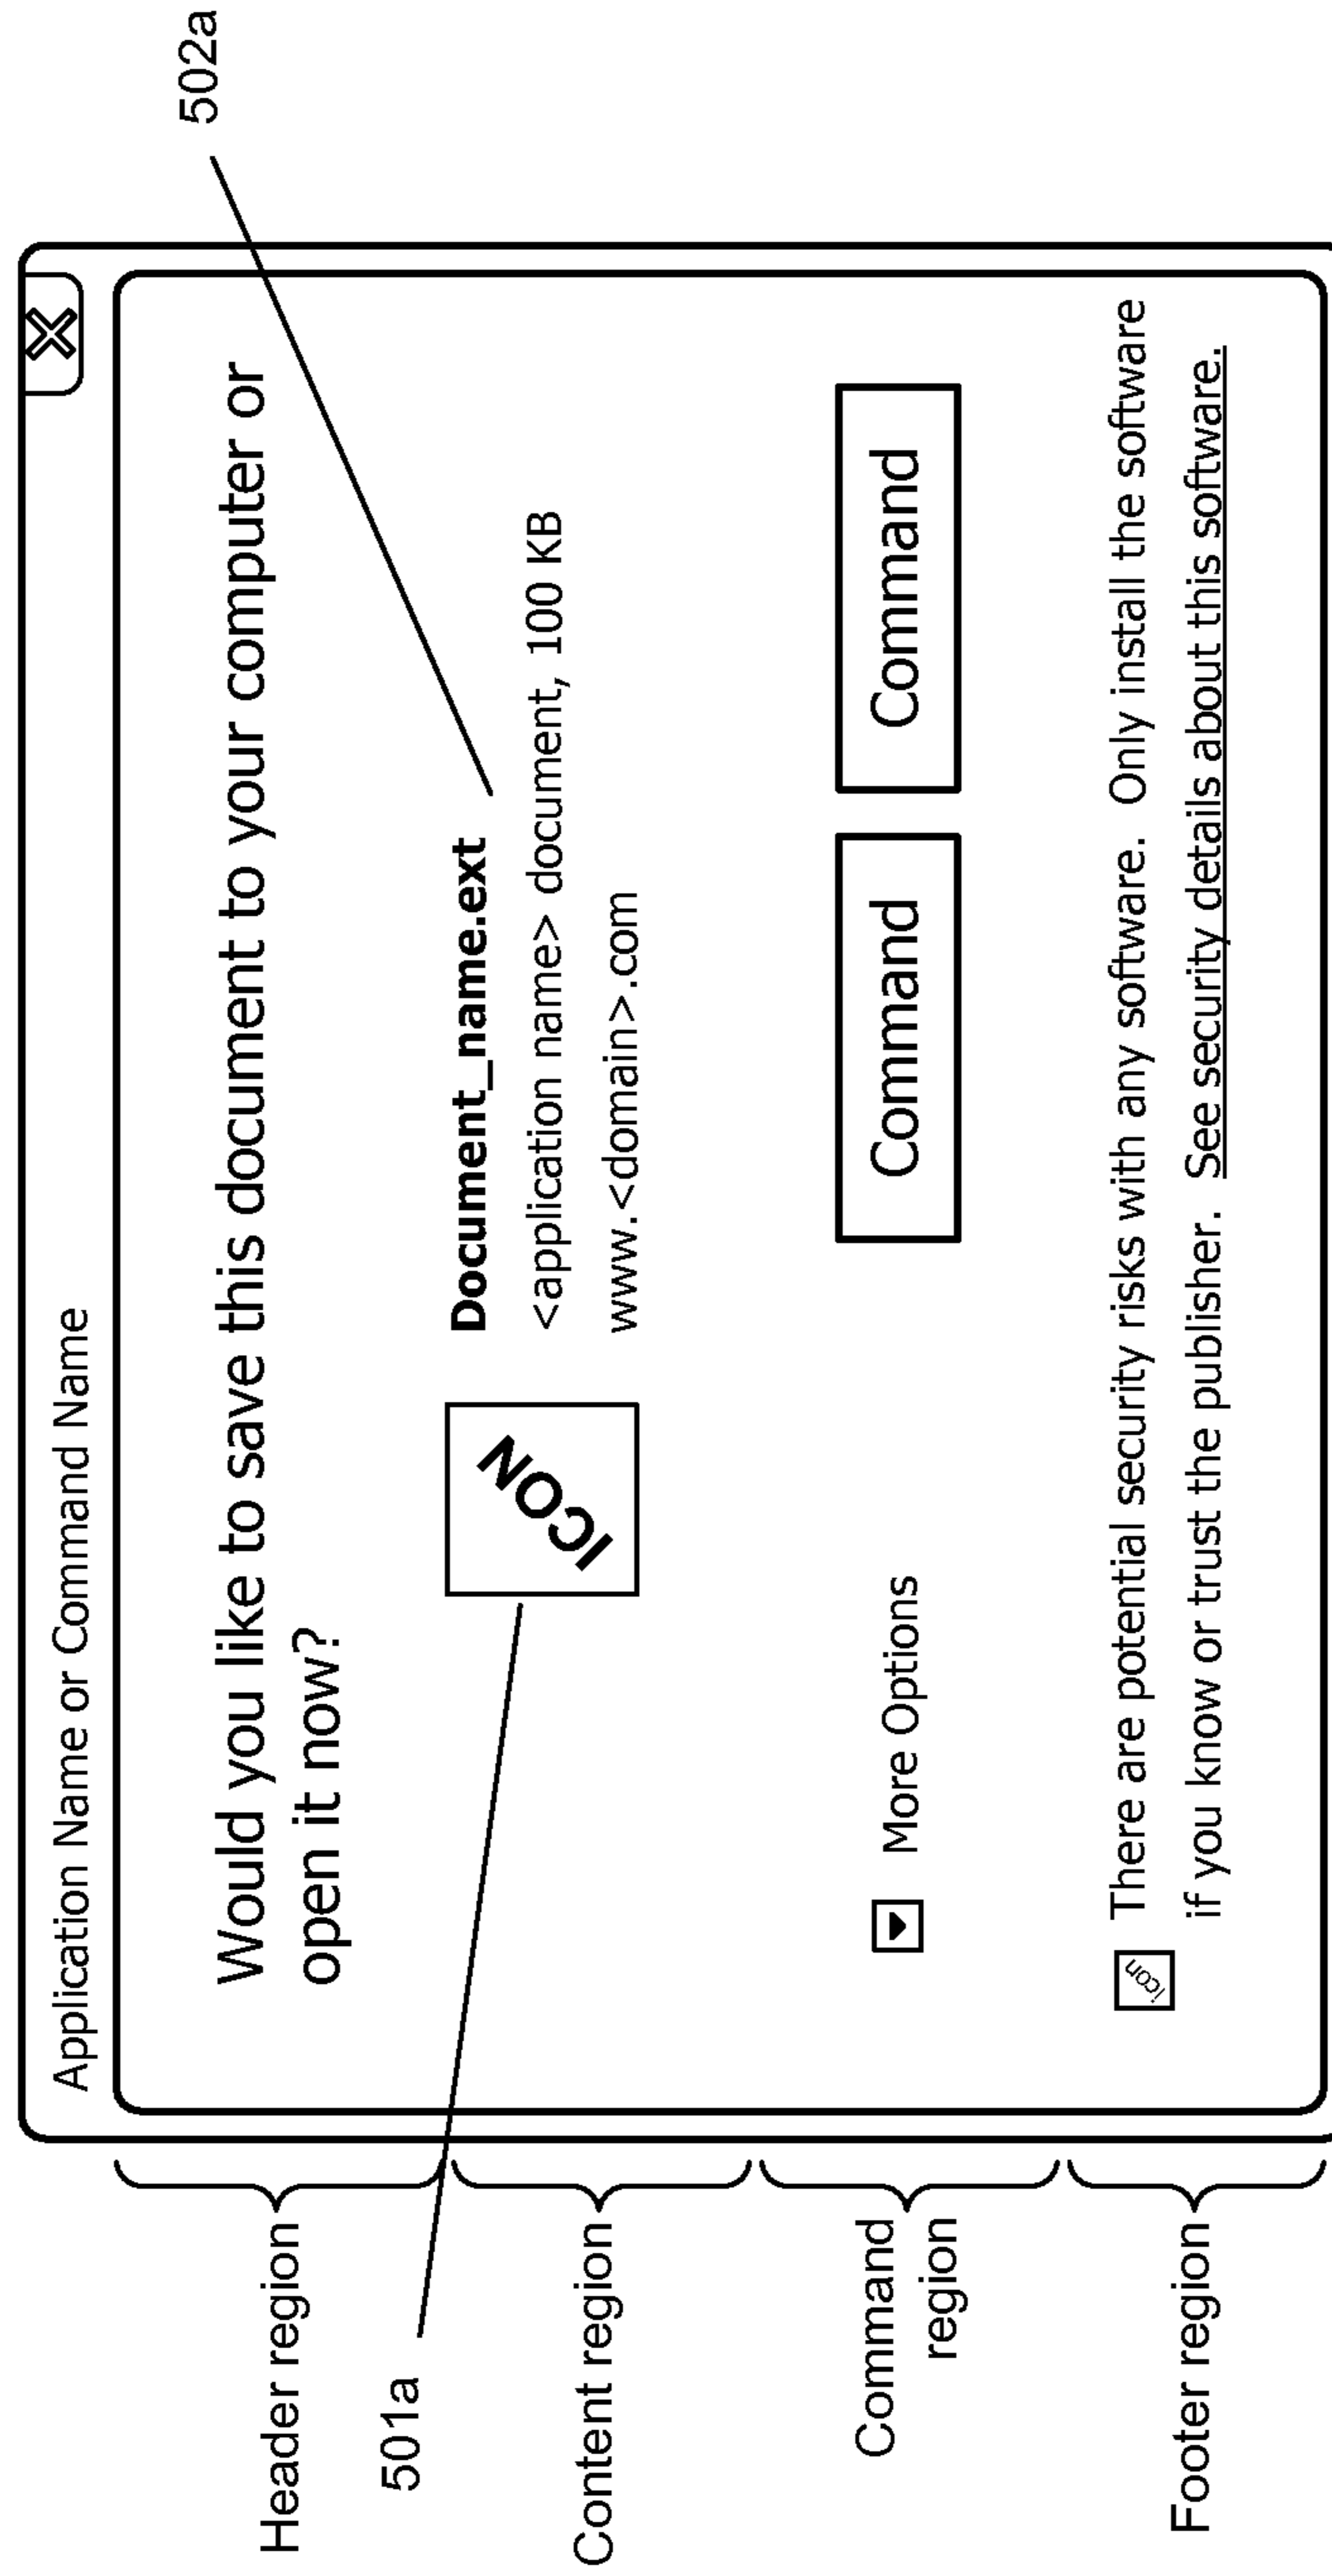 502a
Application Name or Command Name
Header region
Would you like to save this document to your computer or
open it now?
501a
Content region
ICON
Document_name.ext
<application name> document, 100 KB
www.<domain>.com
Command
region
More Options
Command
Command
Footer region
icon
There are potential security risks with any software.  Only install the software
if you know or trust the publisher.  See security details about this software.